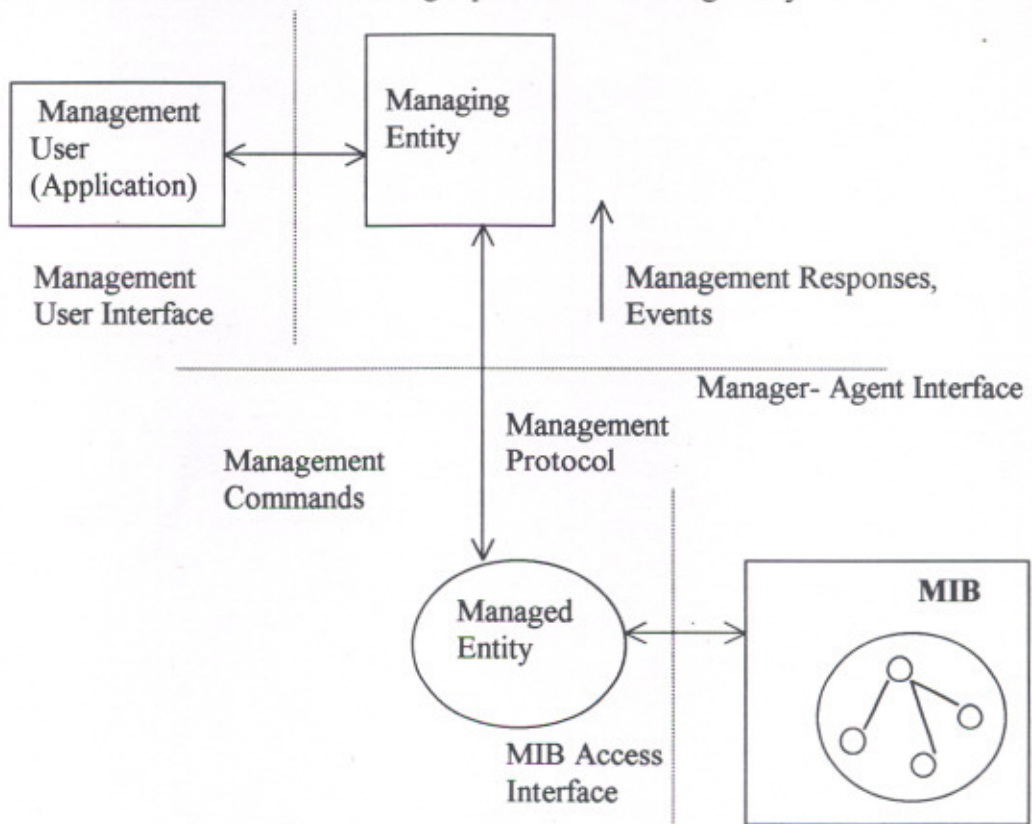 Management
User
(Application)
Managing
Entity
Management
User Interface
Management Responses,
Events
Manager- Agent Interface
Management
Commands
Management
Protocol
Managed
Entity
MIB
MIB Access
Interface